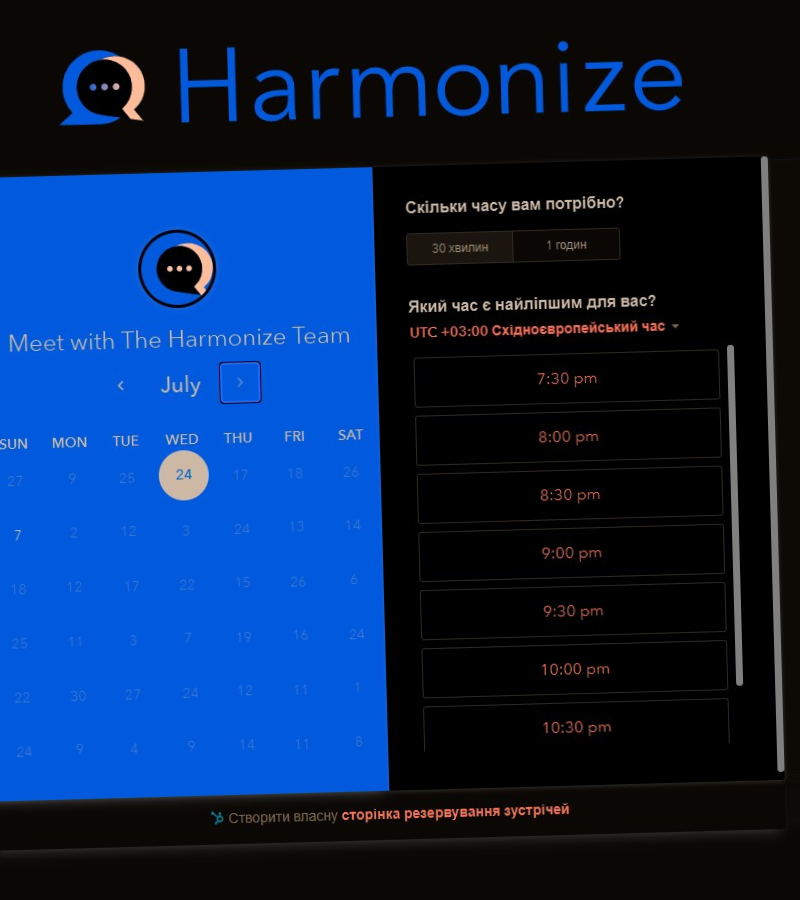 Harmonize
Meet with The Harmonize Team
July
SUN MON TUE WED THU FRI SAT
27 9 25 24 17 18 26
7 2 12 3 24 13 14
18 12 17 22 15 26 6
25 11 3 7 19 16 24
22 30 27 24 12 11 1
24 9 4 9 14 11 8
Скільки часу вам потрібно?
30 хвилин 1 годин
Який час є найліпшим для вас?
UTC +03:00 Східноєвропейський час
7:30 pm
8:00 pm
8:30 pm
9:00 pm
9:30 pm
10:00 pm
10:30 pm
Створити власну сторінка резервування зустрічей